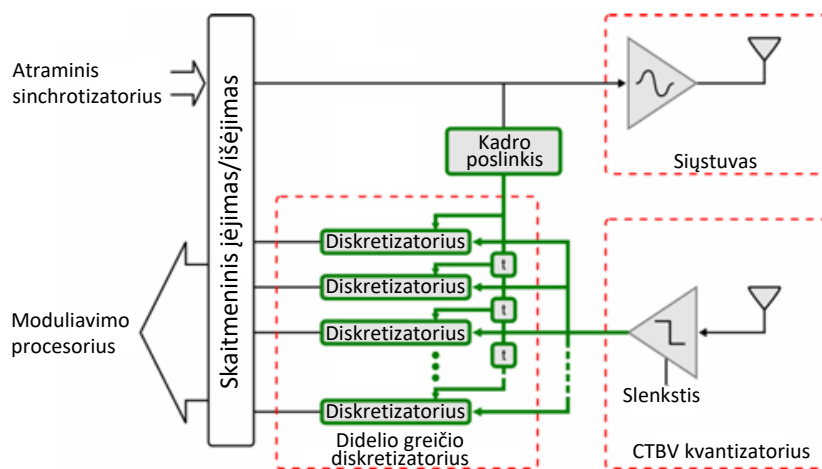 Atraminis
sinchrotizatorius
Skaitmeninis įėjimas/išėjimas
Kadro
poslinkis
Siųstuvas
Diskretizatorius
t
Diskretizatorius
t
Diskretizatorius
t
Diskretizatorius
Didelio greičio
diskretizatorius
Moduliavimo
procesorius
Slenkstis
CTBV kvantizatorius